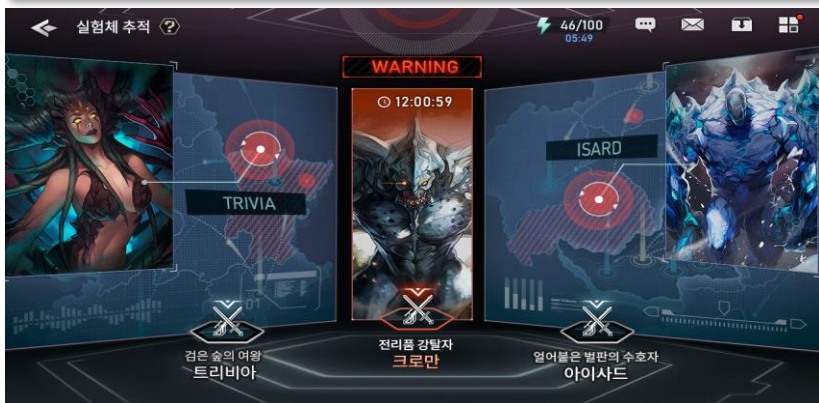 실험체 추적 ?
46/100
05:49
WARNING
12:00:59
TRIVIA
ISARD
01
검은 숲의 여왕
트리비아
전리품 강탈자
크로만
얼어붙은 벌판의 수호자
아이사드